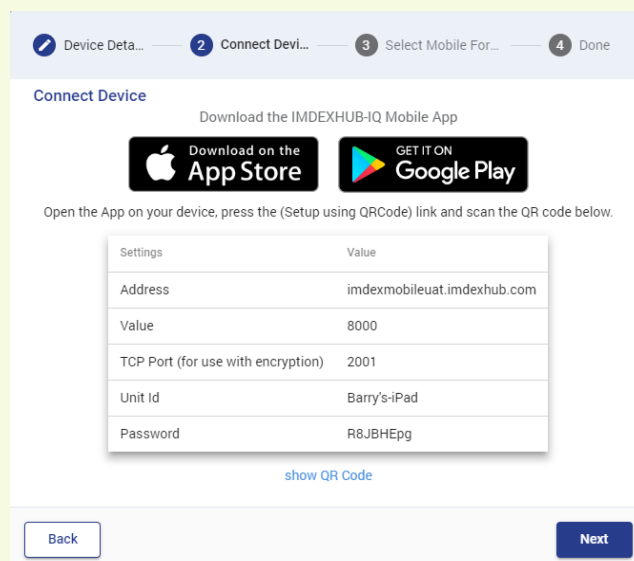 Device Deta... 2 Connect Devi... 3 Select Mobile For... 4 Done
Connect Device
Download the IMDEXHUB-IQ Mobile App
Download on the
App Store
GET IT ON
Google Play
Open the App on your device, press the (Setup using QRCode) link and scan the QR code below.
Settings Value
Address imdexmobileuat.imdexhub.com
Value 8000
TCP Port (for use with encryption) 2001
Unit Id Barry's-iPad
Password R8JBHEpg
show QR Code
Back Next